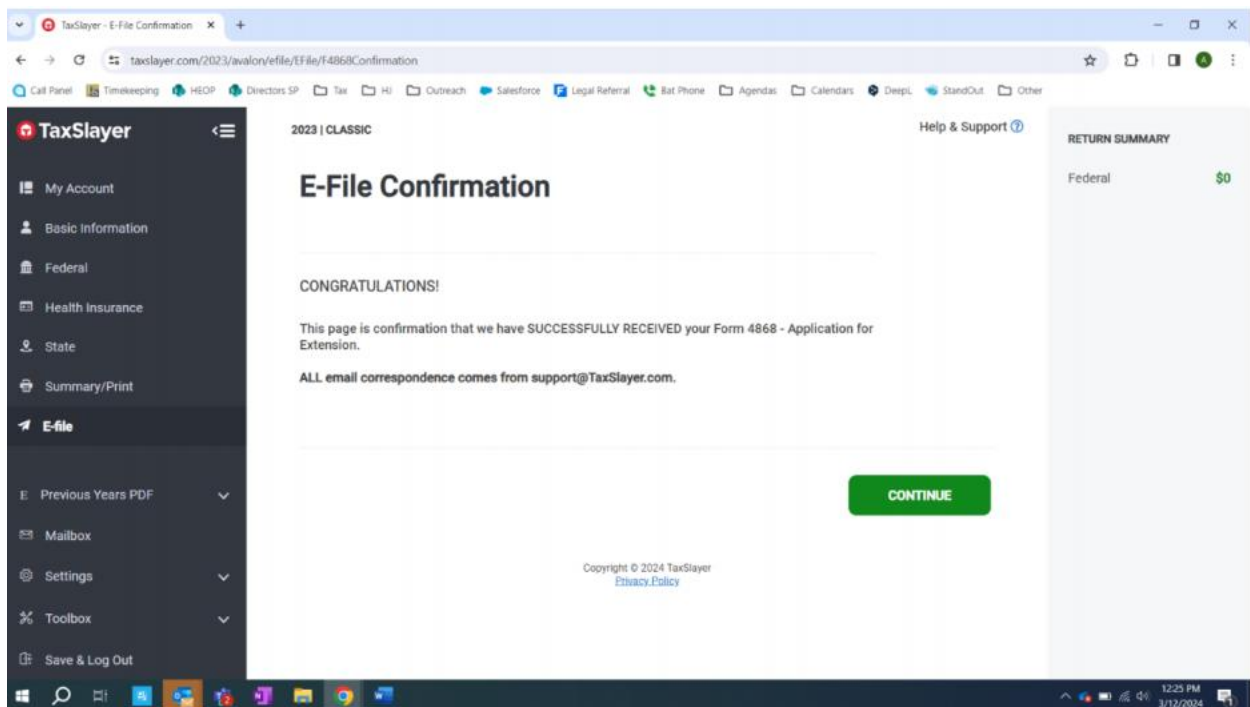 TaxSlayer - E-File Confirmation
taxslayer.com/2023/avalon/efile/EFile/F4868Confirmation
Call Panel Timekeeping HEOP Directors SP Tax HJ Outreach Salesforce Legal Referral Bat Phone Agendas Calendars DeepL StandOut Other
TaxSlayer
My Account
Basic Information
Federal
Health Insurance
State
Summary/Print
E-file
Previous Years PDF
Mailbox
Settings
Toolbox
Save & Log Out
2023 | CLASSIC
Help & Support
E-File Confirmation
CONGRATULATIONS!
This page is confirmation that we have SUCCESSFULLY RECEIVED your Form 4868 - Application for
Extension.
ALL email correspondence comes from support@TaxSlayer.com.
CONTINUE
Copyright © 2024 TaxSlayer
Privacy Policy
RETURN SUMMARY
Federal $0
12:25 PM
3/12/2024